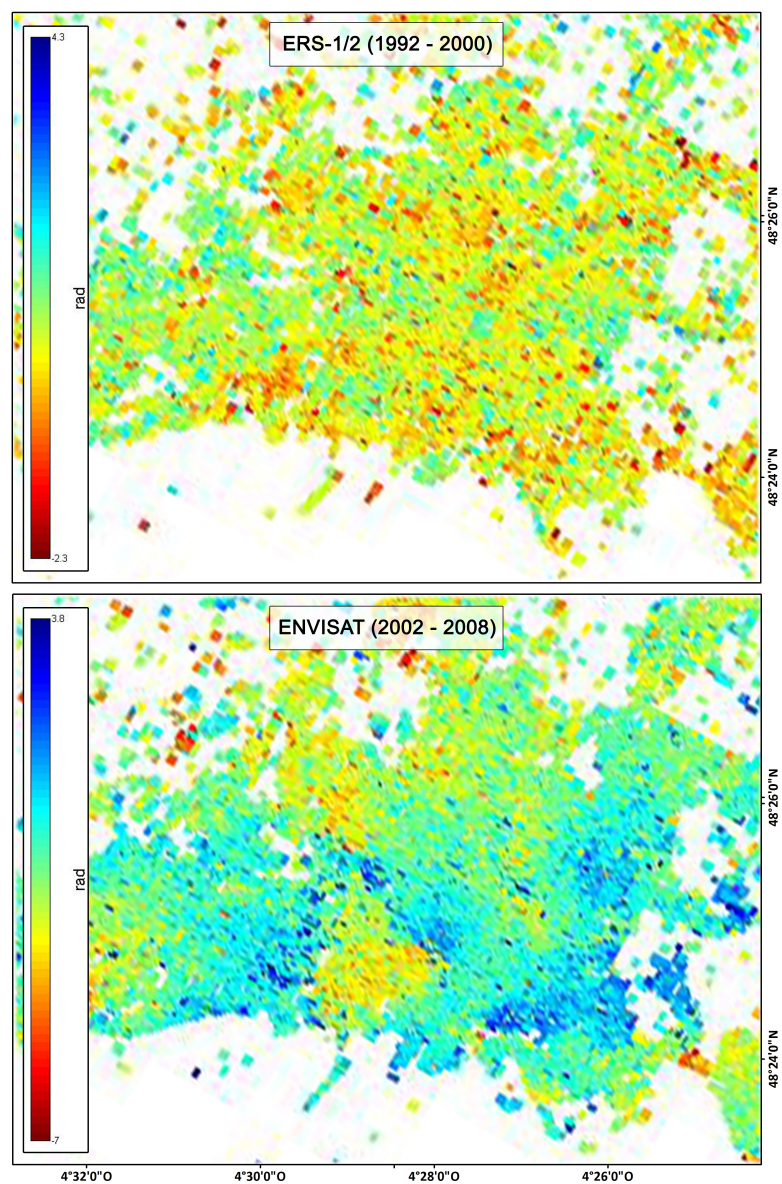 ERS-1/2 (1992 - 2000)
4.3
rad
-2.3
48°26'0"N
48°24'0"N
ENVISAT (2002 - 2008)
3.8
rad
-7
48°26'0"N
48°24'0"N
4°32'0"O
4°30'0"O
4°28'0"O
4°26'0"O